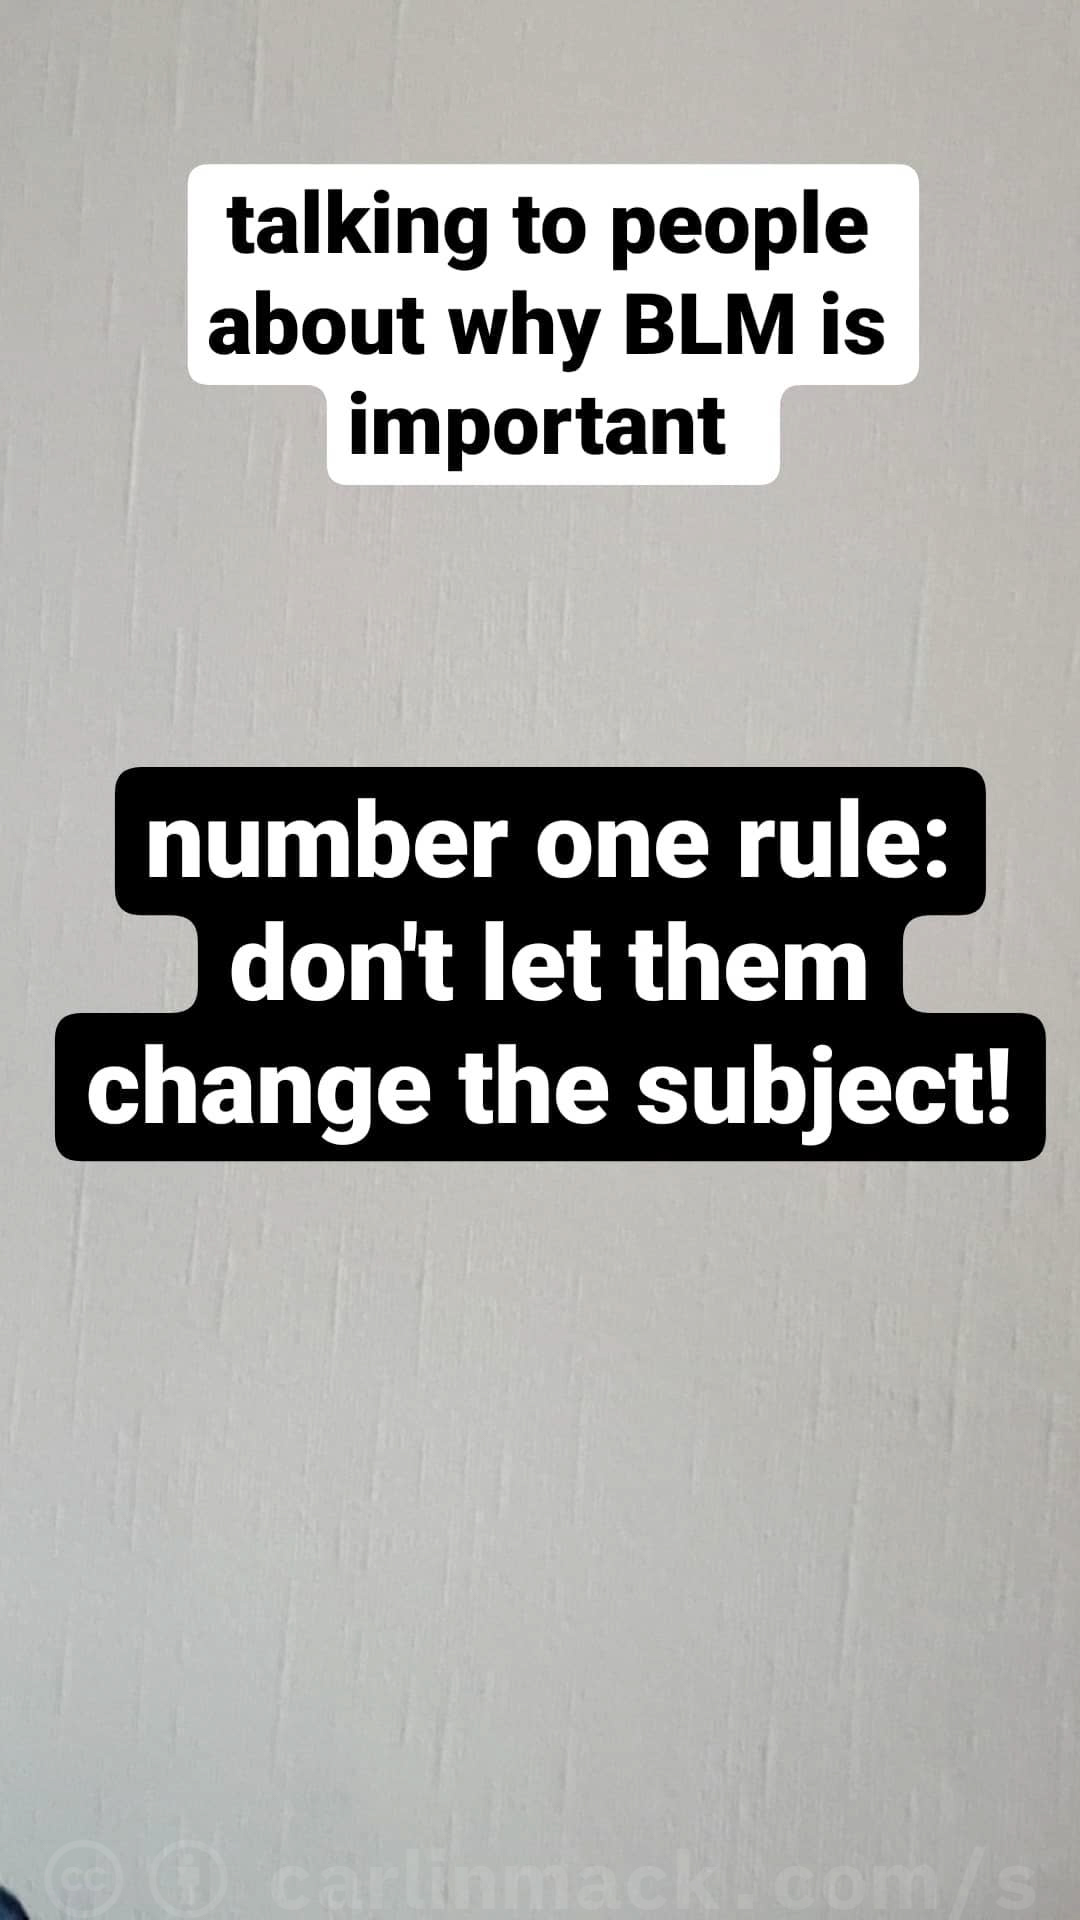 talking to people
about why BLM is
important
number one rule:
don't let them
change the subject!
carlinmack.com/s